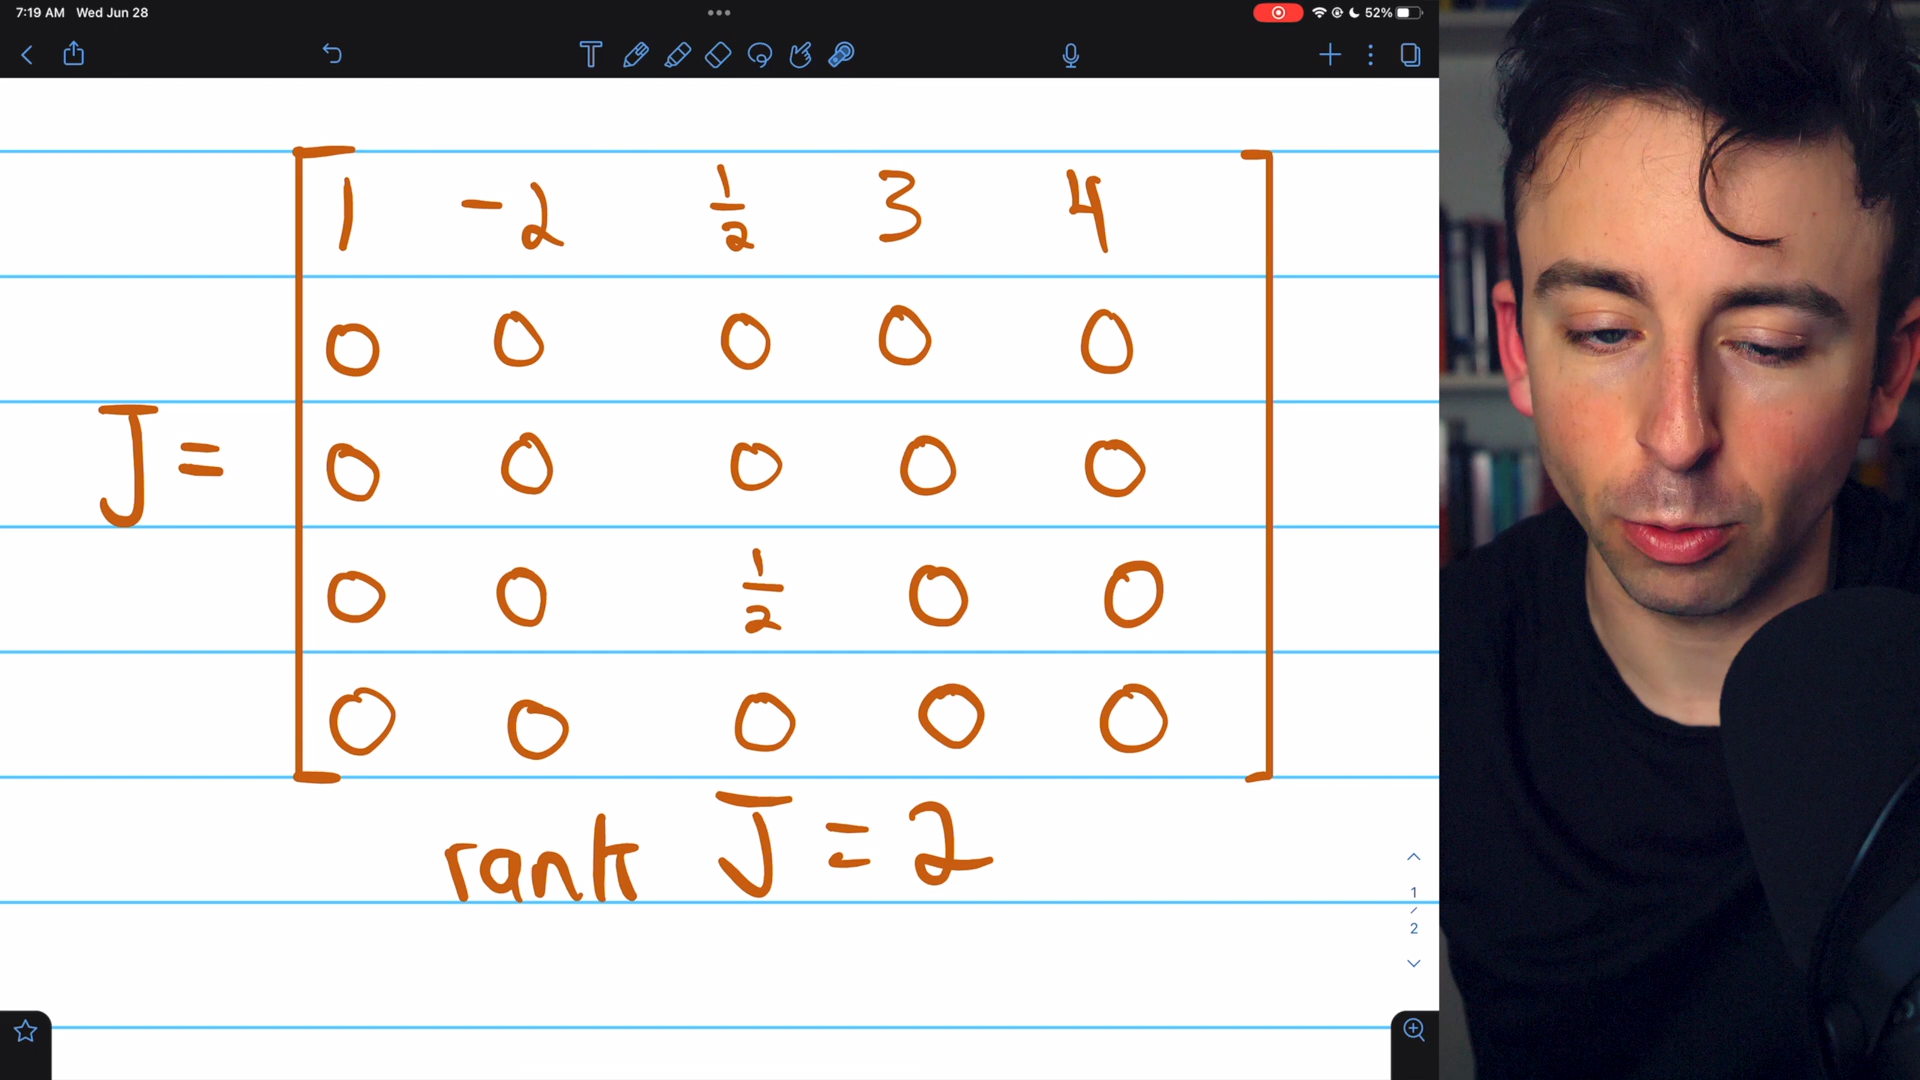 7:19 AM Wed Jun 28
52%
1 -2 1/2 3 4
0 0 0 0 0
J = 0 0 0 0 0
0 0 1/2 0 0
0 0 0 0 0
rank J = 2
1
/
2